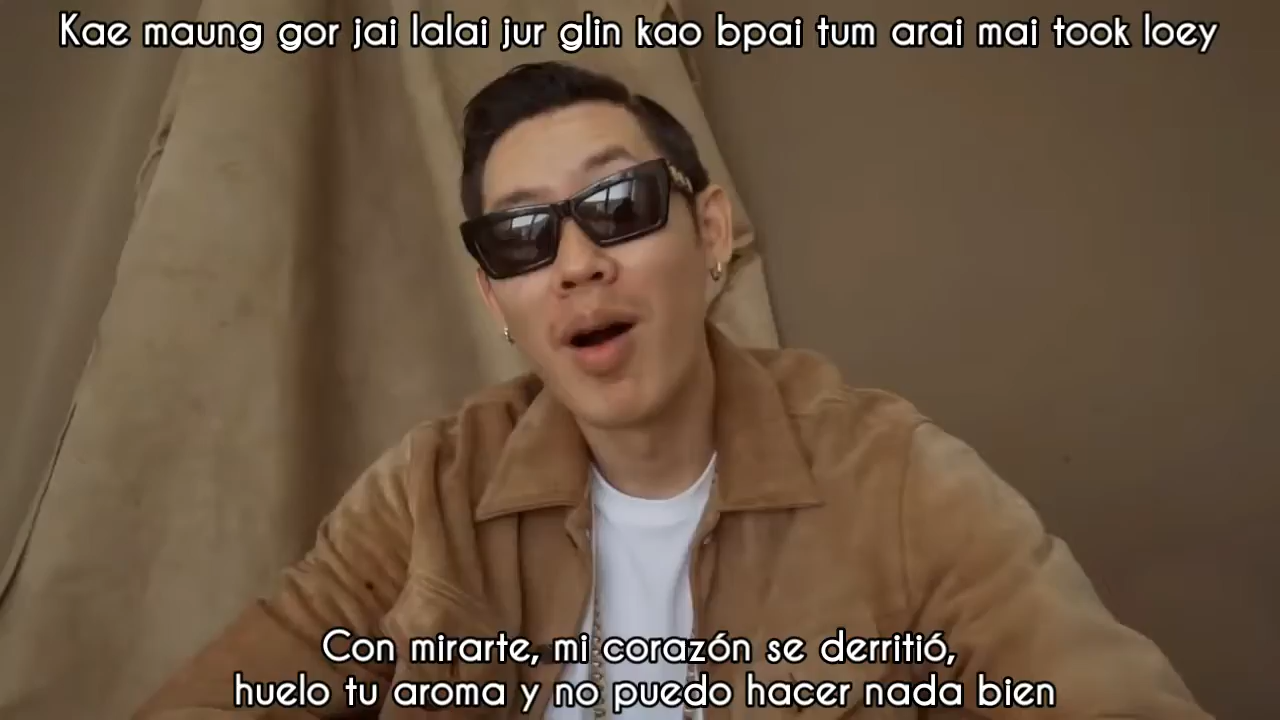 Kae maung gor jai lalai jur glin kao bpai tum arai mai took loey
Con mirarte, mi corazón se derritió,
huelo tu aroma y no puedo hacer nada bien